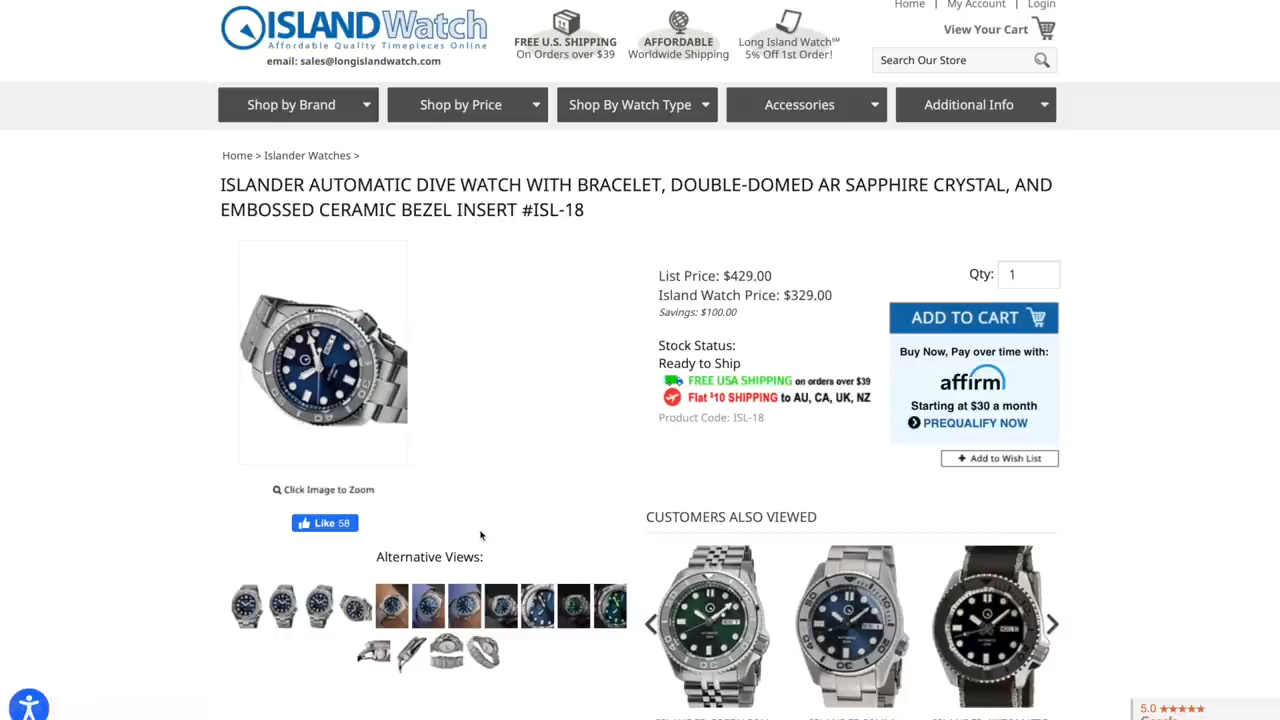 ISLANDWatch
Affordable Quality Timepieces Online
email: sales@longislandwatch.com
FREE U.S. SHIPPING
On Orders over $39
AFFORDABLE
Worldwide Shipping
Long Island Watch℠
5% Off 1st Order!
Home | My Account | Login
View Your Cart
Search Our Store
Shop by Brand
Shop by Price
Shop By Watch Type
Accessories
Additional Info
Home > Islander Watches >
ISLANDER AUTOMATIC DIVE WATCH WITH BRACELET, DOUBLE-DOMED AR SAPPHIRE CRYSTAL, AND
EMBOSSED CERAMIC BEZEL INSERT #ISL-18
Click Image to Zoom
Like 58
Alternative Views:
List Price: $429.00
Island Watch Price: $329.00
Savings: $100.00
Stock Status:
Ready to Ship
FREE USA SHIPPING on orders over $39
Flat $10 SHIPPING to AU, CA, UK, NZ
Product Code: ISL-18
Qty: 1
ADD TO CART
Buy Now, Pay over time with:
affirm
Starting at $30 a month
PREQUALIFY NOW
+ Add to Wish List
CUSTOMERS ALSO VIEWED
5.0 ★★★★★